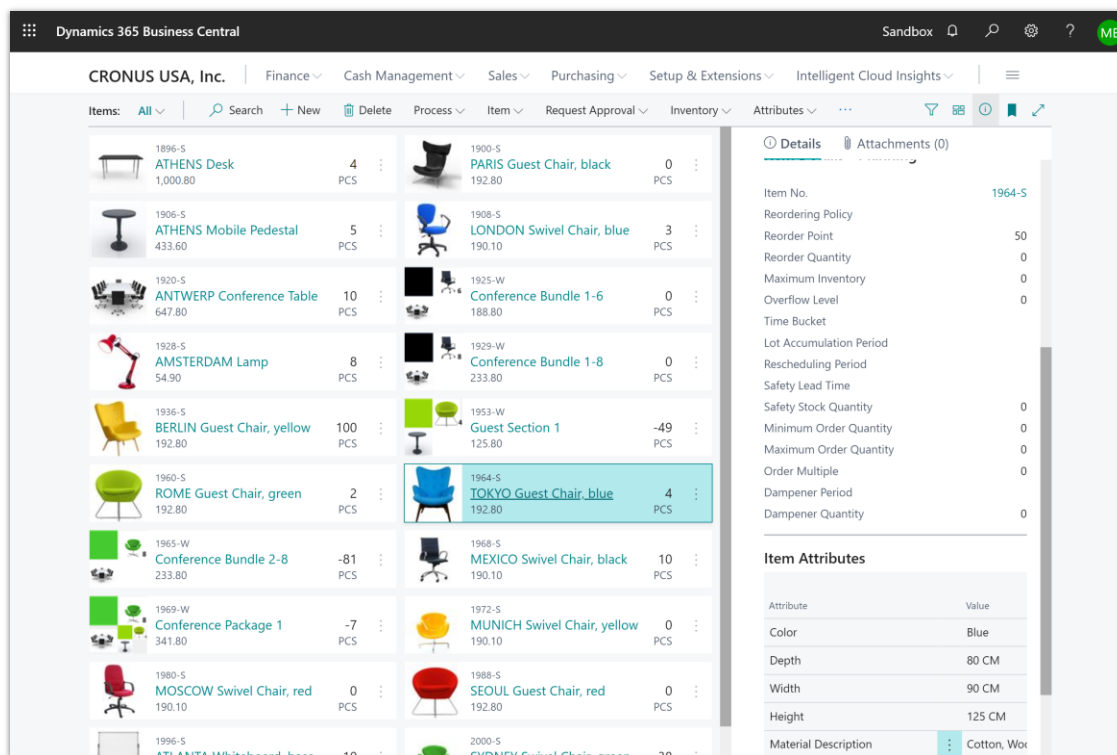 Dynamics 365 Business Central
Sandbox
?
ME
CRONUS USA, Inc.
Finance
Cash Management
Sales
Purchasing
Setup & Extensions
Intelligent Cloud Insights
Items:
All
Search
New
Delete
Process
Item
Request Approval
Inventory
Attributes
...
1896-S
ATHENS Desk
4
1,000.80
PCS
1900-S
PARIS Guest Chair, black
0
192.80
PCS
1906-S
ATHENS Mobile Pedestal
5
433.60
PCS
1908-S
LONDON Swivel Chair, blue
3
190.10
PCS
1920-S
ANTWERP Conference Table
10
647.80
PCS
1925-W
Conference Bundle 1-6
0
188.80
PCS
1928-S
AMSTERDAM Lamp
8
54.90
PCS
1929-W
Conference Bundle 1-8
0
233.80
PCS
1936-S
BERLIN Guest Chair, yellow
100
192.80
PCS
1953-W
Guest Section 1
-49
125.80
PCS
1960-S
ROME Guest Chair, green
2
192.80
PCS
1964-S
TOKYO Guest Chair, blue
4
192.80
PCS
1965-W
Conference Bundle 2-8
-81
233.80
PCS
1968-S
MEXICO Swivel Chair, black
10
190.10
PCS
1969-W
Conference Package 1
-7
341.80
PCS
1972-S
MUNICH Swivel Chair, yellow
0
190.10
PCS
1980-S
MOSCOW Swivel Chair, red
0
190.10
PCS
1988-S
SEOUL Guest Chair, red
0
192.80
PCS
1996-S
2000-S
Details
Attachments (0)
Item No.
1964-S
Reordering Policy
Reorder Point
50
Reorder Quantity
0
Maximum Inventory
0
Overflow Level
0
Time Bucket
Lot Accumulation Period
Rescheduling Period
Safety Lead Time
Safety Stock Quantity
0
Minimum Order Quantity
0
Maximum Order Quantity
0
Order Multiple
0
Dampener Period
Dampener Quantity
0
Item Attributes
Attribute
Value
Color
Blue
Depth
80 CM
Width
90 CM
Height
125 CM
Material Description
Cotton, Woo